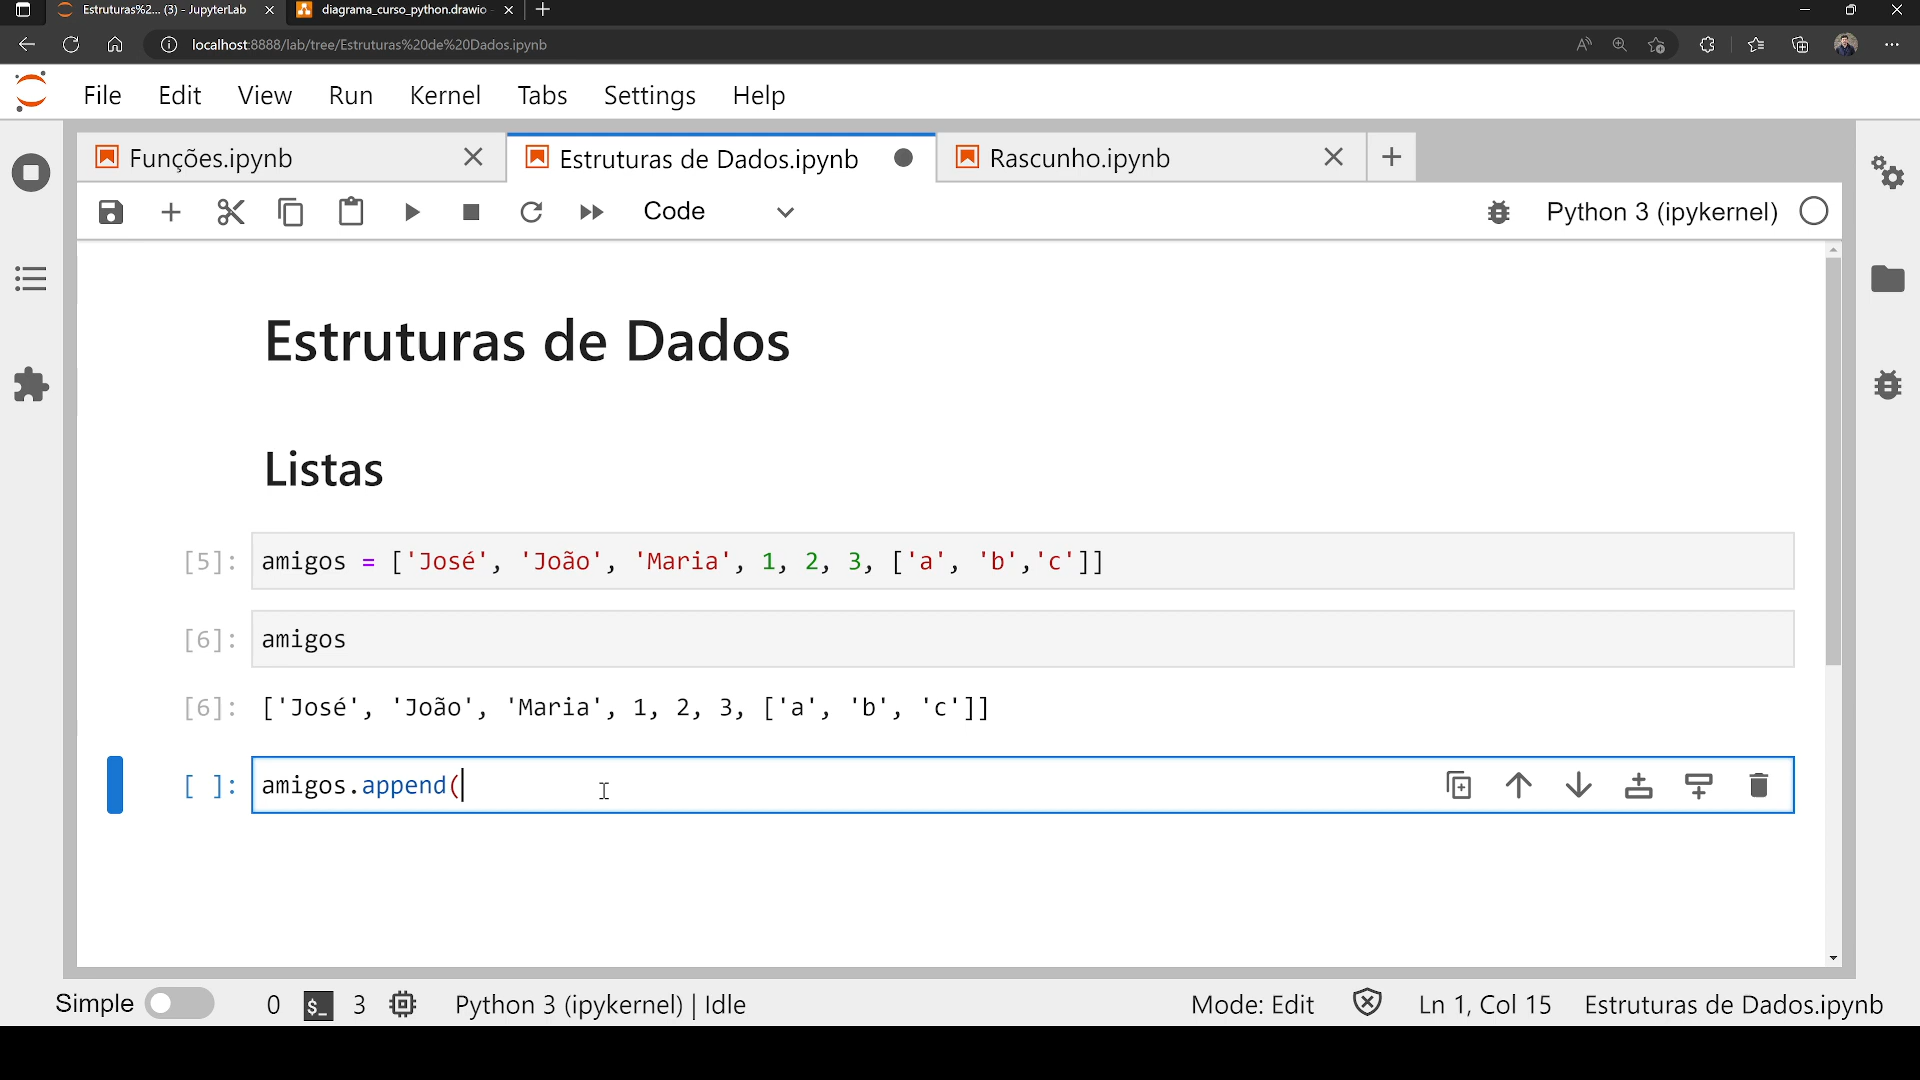 Estruturas%2... (3) - JupyterLab
diagrama_curso_python.drawio
localhost:8888/lab/tree/Estruturas%20de%20Dados.ipynb
File Edit View Run Kernel Tabs Settings Help
Funções.ipynb
Estruturas de Dados.ipynb
Rascunho.ipynb
Code
Python 3 (ipykernel)
Estruturas de Dados
Listas
[5]: amigos = ['José', 'João', 'Maria', 1, 2, 3, ['a', 'b','c']]
[6]: amigos
[6]: ['José', 'João', 'Maria', 1, 2, 3, ['a', 'b', 'c']]
[ ]: amigos.append(
Simple 0 $_ 3 Python 3 (ipykernel) | Idle Mode: Edit Ln 1, Col 15 Estruturas de Dados.ipynb